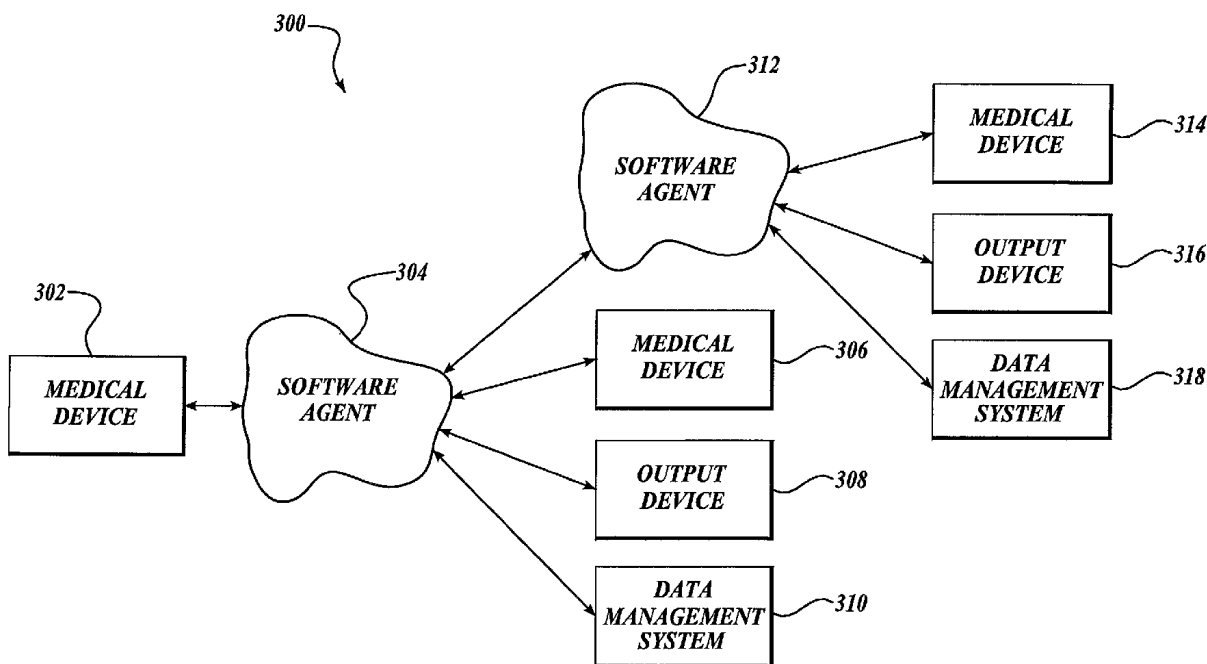 300
312
SOFTWARE
AGENT
MEDICAL
DEVICE
314
OUTPUT
DEVICE
316
DATA
MANAGEMENT
SYSTEM
318
302
MEDICAL
DEVICE
304
SOFTWARE
AGENT
MEDICAL
DEVICE
306
OUTPUT
DEVICE
308
DATA
MANAGEMENT
SYSTEM
310